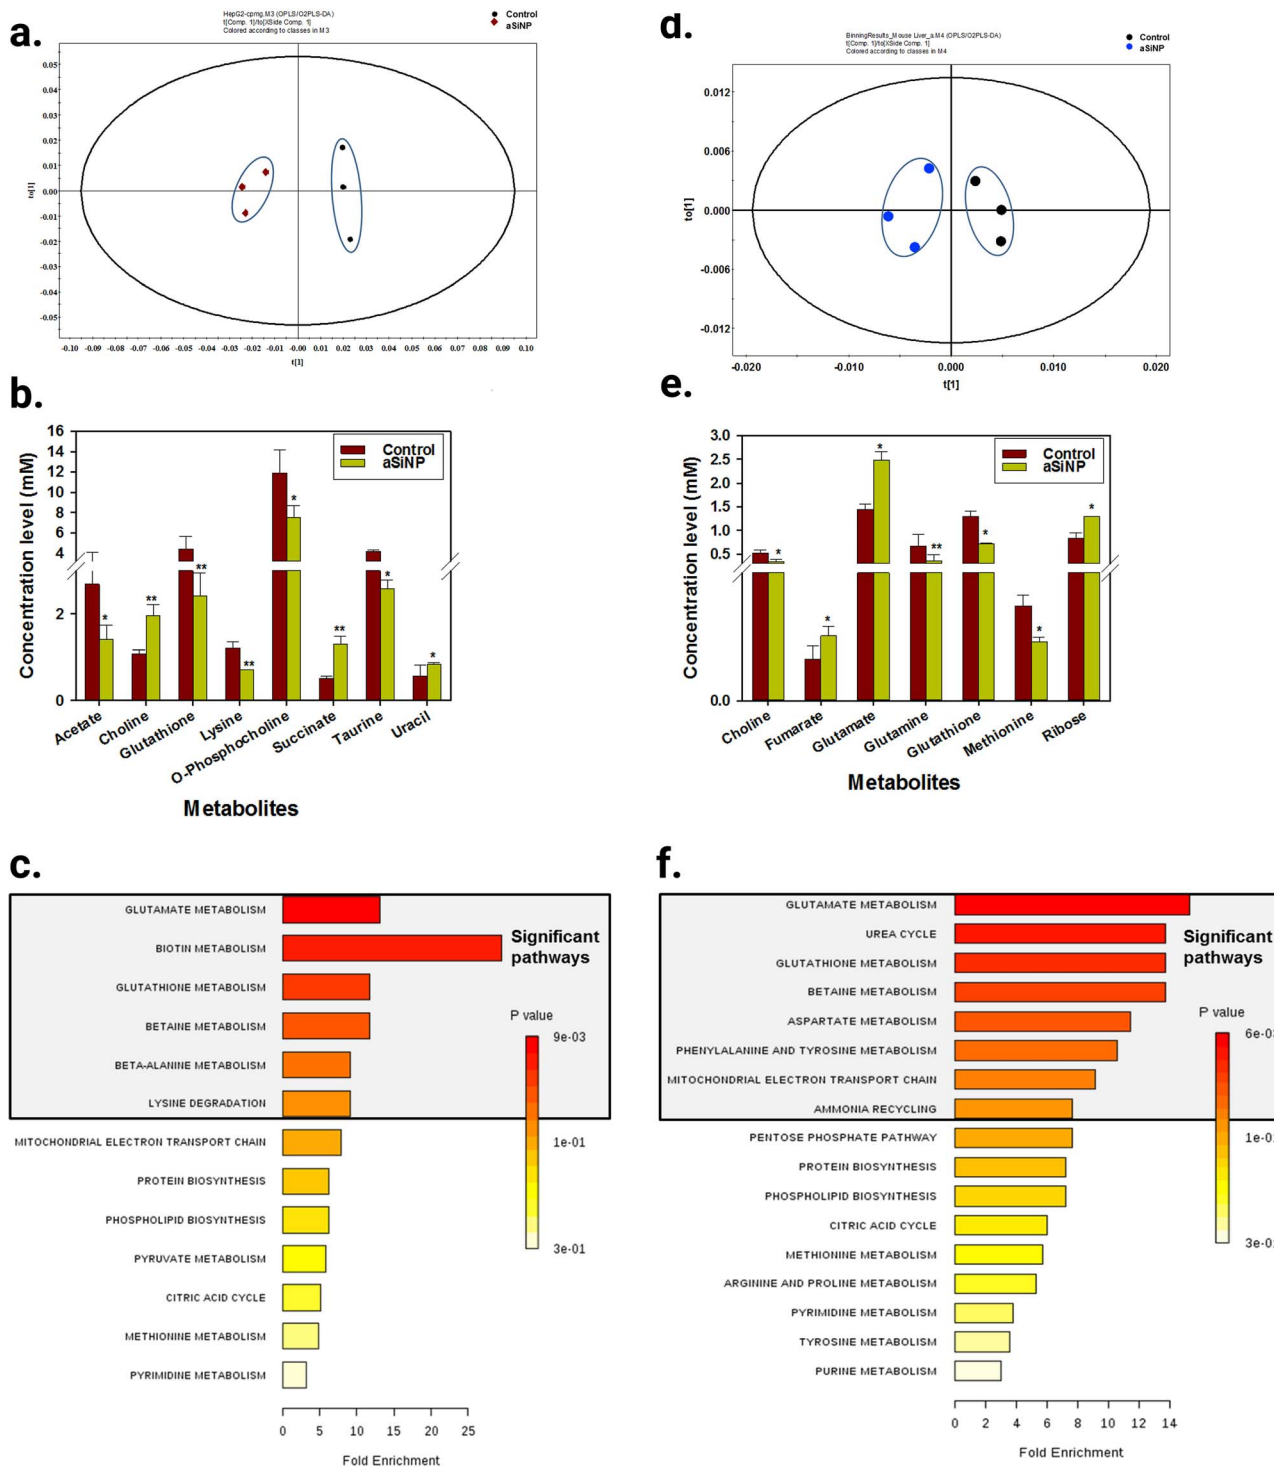 a.
HepG2-cpmg.M3 (OPLS/O2PLS-DA)
t[Comp. 1]/to[XSide Comp. 1]
Colored according to classes in M3
Control
aSiNP
0.05
0.04
0.03
0.02
0.01
0.00
-0.01
-0.02
-0.03
-0.04
-0.05
to[1]
-0.10 -0.09 -0.08 -0.07 -0.06 -0.05 -0.04 -0.03 -0.02 -0.01 -0.00 0.01 0.02 0.03 0.04 0.05 0.06 0.07 0.08 0.09 0.10
t[1]
d.
BinningResults_Mouse Liver_a.M4 (OPLS/O2PLS-DA)
t[Comp. 1]/to[XSide Comp. 1]
Colored according to classes in M4
Control
aSiNP
0.012
0.006
0.000
-0.006
-0.012
to[1]
-0.020 -0.010 0.000 0.010 0.020
t[1]
b.
Concentration level (mM)
16
14
12
10
8
6
4
2
0
Control
aSiNP
* ** ** ** * ** * *
Acetate
Choline
Glutathione
Lysine
O-Phosphocholine
Succinate
Taurine
Uracil
Metabolites
e.
Concentration level (mM)
3.0
2.5
2.0
1.5
1.0
0.5
0.0
Control
aSiNP
* * * ** * * *
Choline
Fumarate
Glutamate
Glutamine
Glutathione
Methionine
Ribose
Metabolites
c.
GLUTAMATE METABOLISM
BIOTIN METABOLISM
GLUTATHIONE METABOLISM
BETAINE METABOLISM
BETA-ALANINE METABOLISM
LYSINE DEGRADATION
MITOCHONDRIAL ELECTRON TRANSPORT CHAIN
PROTEIN BIOSYNTHESIS
PHOSPHOLIPID BIOSYNTHESIS
PYRUVATE METABOLISM
CITRIC ACID CYCLE
METHIONINE METABOLISM
PYRIMIDINE METABOLISM
Significant
pathways
P value
9e-03
1e-01
3e-01
0 5 10 15 20 25
Fold Enrichment
f.
GLUTAMATE METABOLISM
UREA CYCLE
GLUTATHIONE METABOLISM
BETAINE METABOLISM
ASPARTATE METABOLISM
PHENYLALANINE AND TYROSINE METABOLISM
MITOCHONDRIAL ELECTRON TRANSPORT CHAIN
AMMONIA RECYCLING
PENTOSE PHOSPHATE PATHWAY
PROTEIN BIOSYNTHESIS
PHOSPHOLIPID BIOSYNTHESIS
CITRIC ACID CYCLE
METHIONINE METABOLISM
ARGININE AND PROLINE METABOLISM
PYRIMIDINE METABOLISM
TYROSINE METABOLISM
PURINE METABOLISM
Significant
pathways
P value
6e-03
1e-01
3e-01
0 2 4 6 8 10 12 14
Fold Enrichment